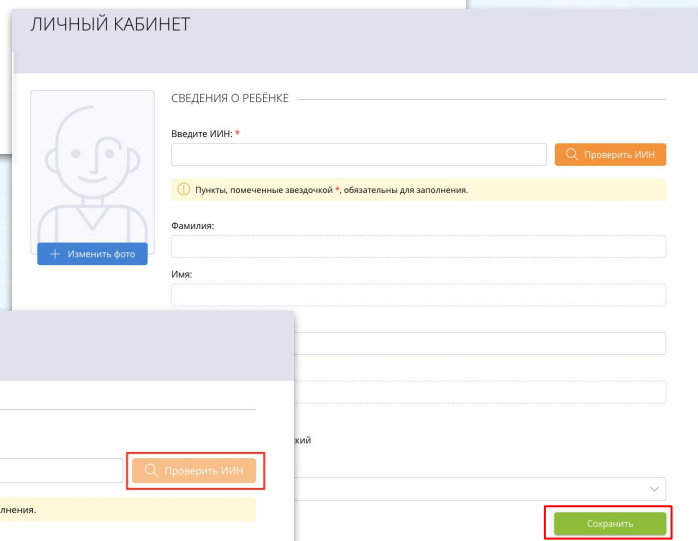 ЛИЧНЫЙ КАБИНЕТ
СВЕДЕНИЯ О РЕБЁНКЕ
Введите ИИН: *
Проверить ИИН
Пункты, помеченные звездочкой *, обязательны для заполнения.
Фамилия:
+ Изменить фото
Имя:
кий
Проверить ИИН
лнения.
Сохранить